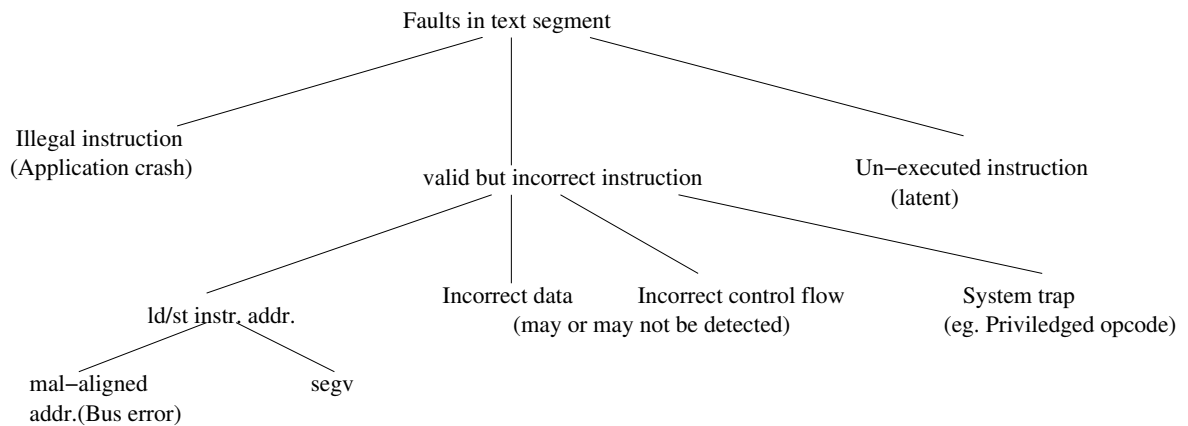 Faults in text segment
Illegal instruction
(Application crash)
valid but incorrect instruction
Un−executed instruction
(latent)
ld/st instr. addr.
Incorrect data
Incorrect control flow
(may or may not be detected)
System trap
(eg. Priviledged opcode)
mal−aligned
addr.(Bus error)
segv